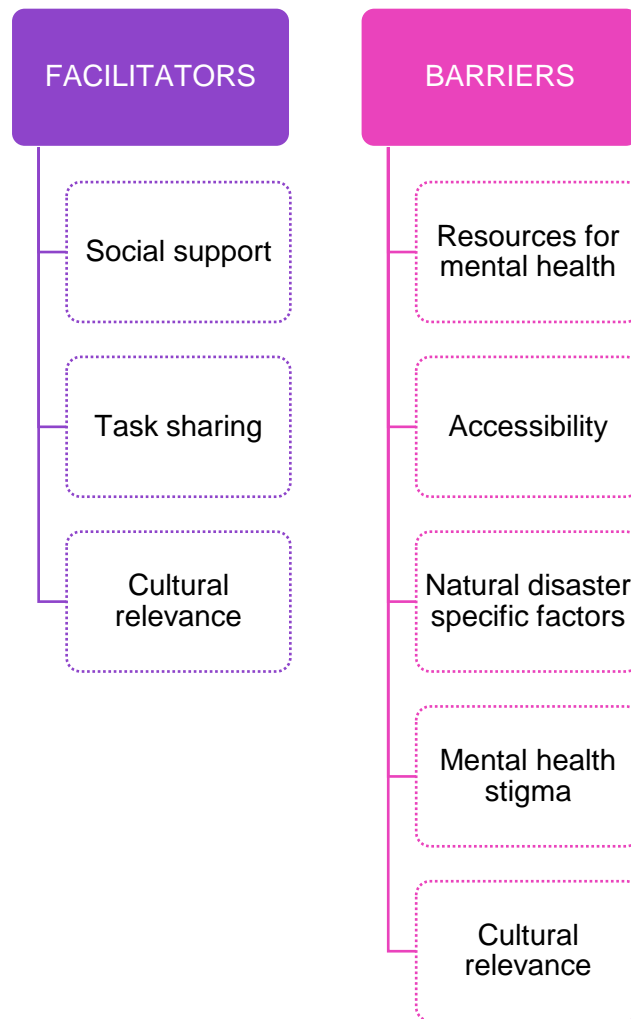 FACILITATORS
Social support
Task sharing
Cultural
relevance
BARRIERS
Resources for
mental health
Accessibility
Natural disaster
specific factors
Mental health
stigma
Cultural
relevance